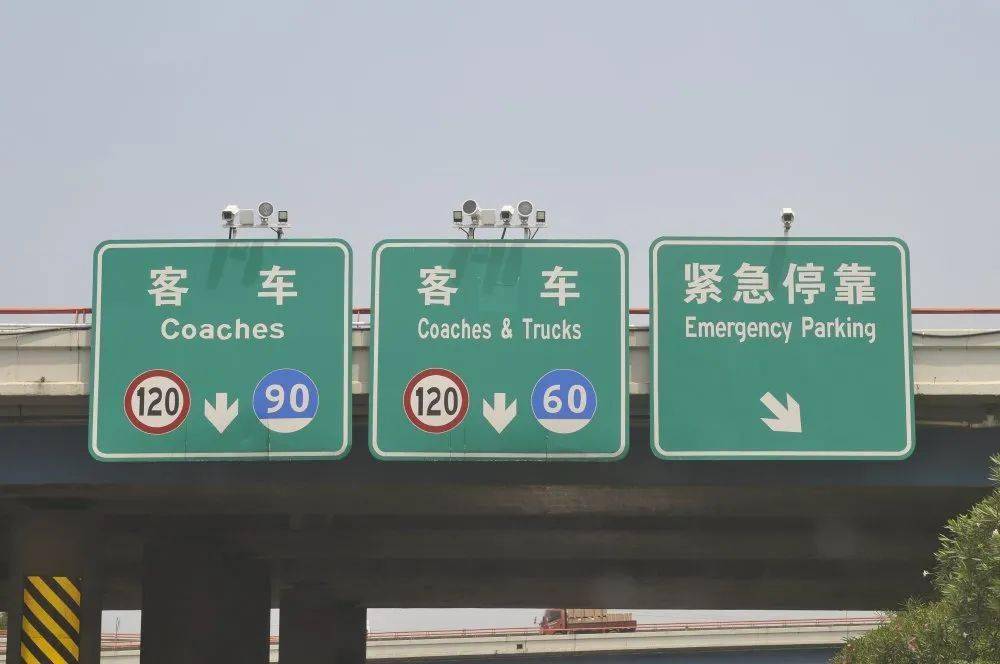 客 车
Coaches
120 90
客 车
Coaches & Trucks
120 60
紧急停靠
Emergency Parking